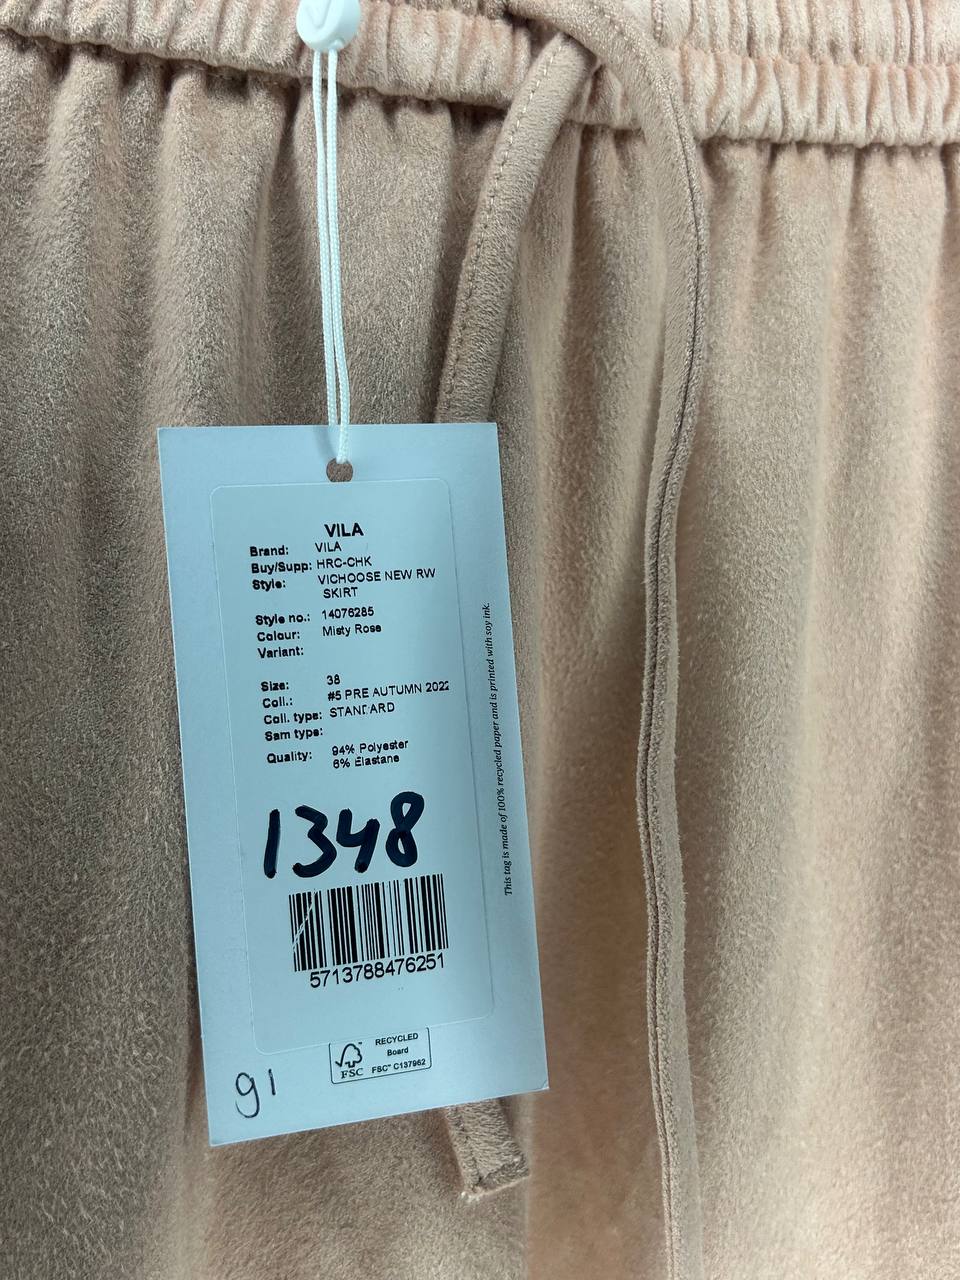 VILA
Brand: VILA
Buy/Supp: HRC-CHK
Style: VICHOOSE NEW RW
SKIRT
Style no.: 14076285
Colour: Misty Rose
Variant:
Size: 38
Coll.: #5 PRE AUTUMN 2022
Coll. type: STANDARD
Sam type:
Quality: 94% Polyester
6% Elastane
1348
5713788476251
RECYCLED
Board
FSC™ C137962
FSC
91
This tag is made of 100% recycled paper and is printed with soy ink.